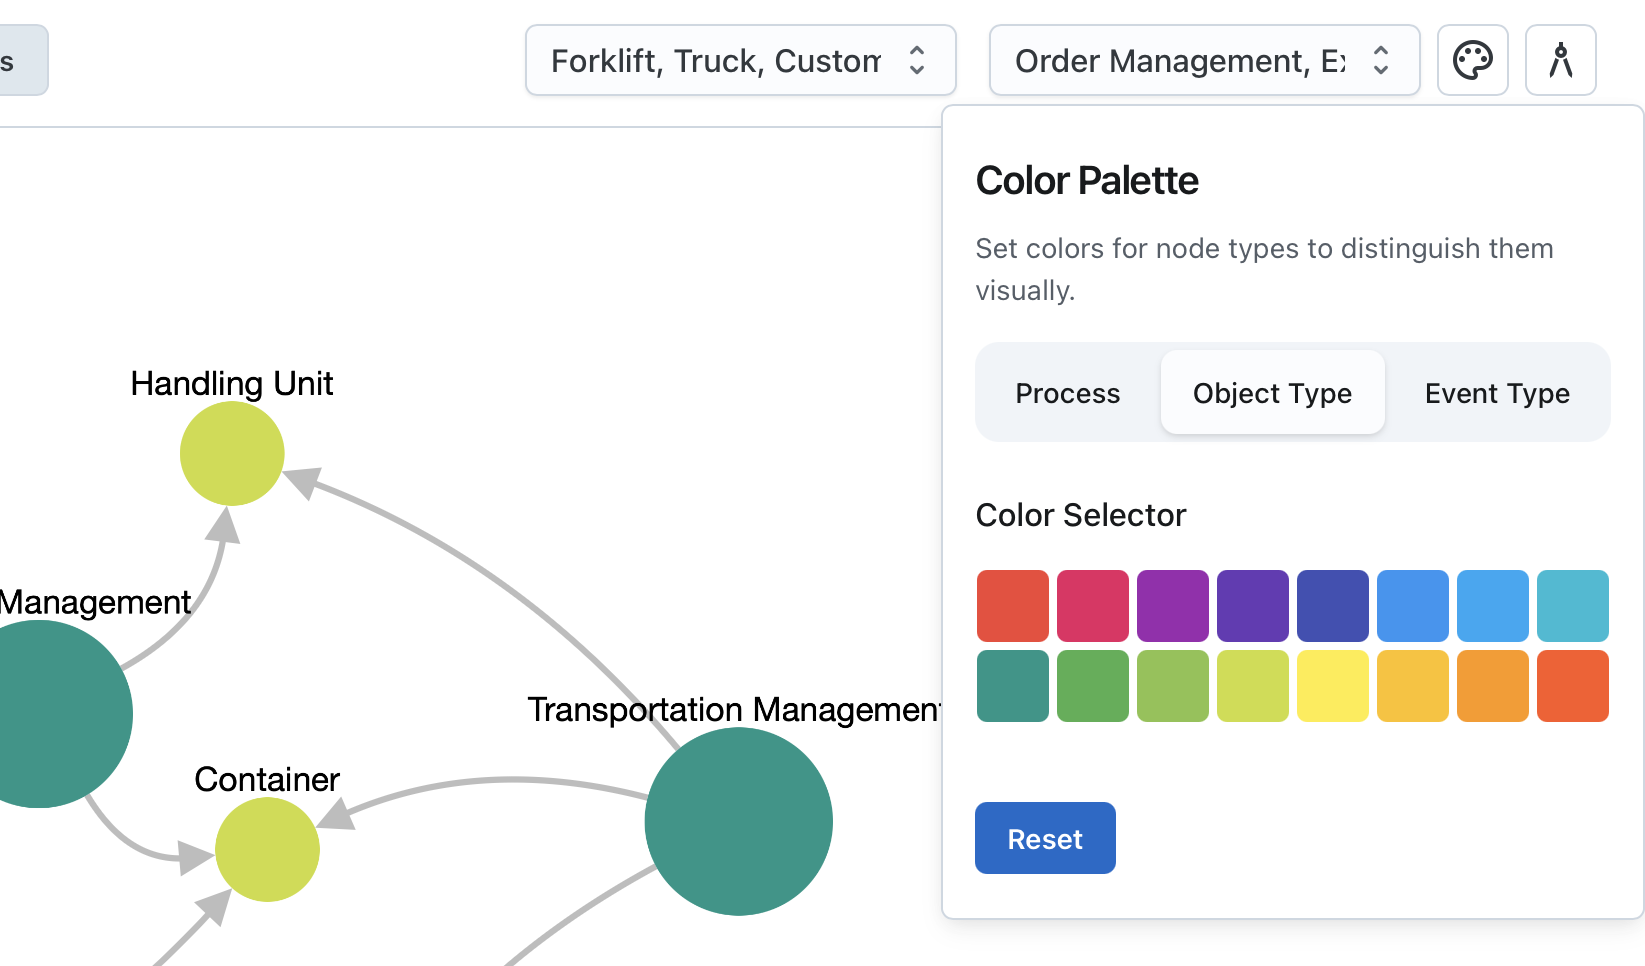 s
Forklift, Truck, Custom
Order Management, Ex
Color Palette
Set colors for node types to distinguish them
visually.
Process
Object Type
Event Type
Color Selector
Reset
Handling Unit
Management
Transportation Management
Container